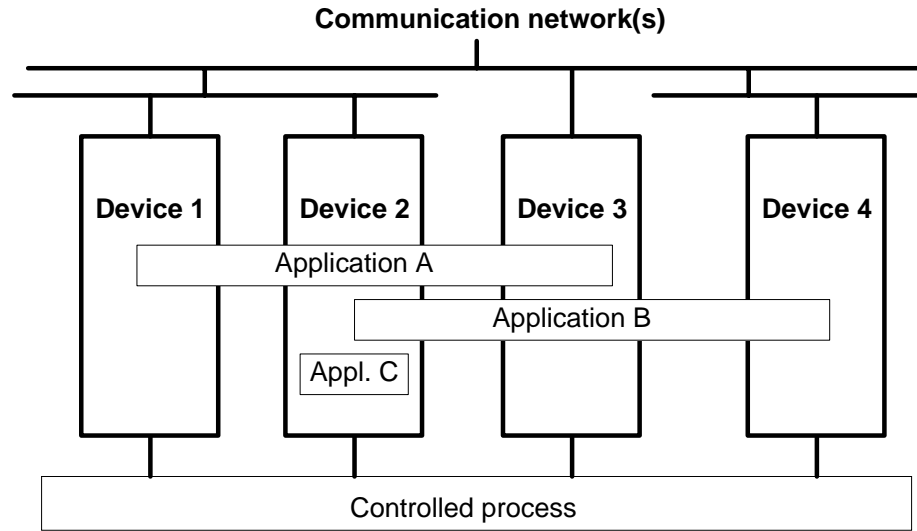 Communication network(s)
Device 1
Device 2
Device 3
Device 4
Application A
Application B
Appl. C
Controlled process